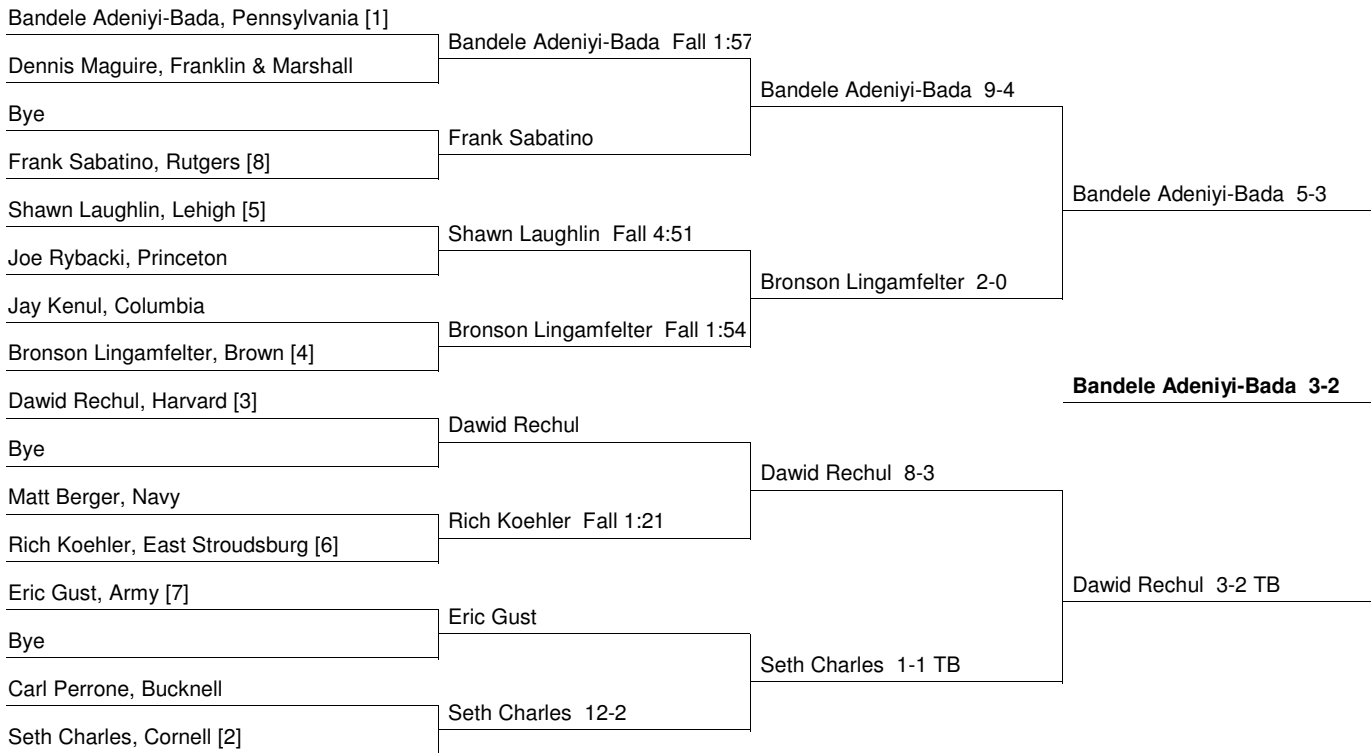 Bandele Adeniyi-Bada, Pennsylvania [1]
Dennis Maguire, Franklin & Marshall
Bye
Frank Sabatino, Rutgers [8]
Shawn Laughlin, Lehigh [5]
Joe Rybacki, Princeton
Jay Kenul, Columbia
Bronson Lingamfelter, Brown [4]
Dawid Rechul, Harvard [3]
Bye
Matt Berger, Navy
Rich Koehler, East Stroudsburg [6]
Eric Gust, Army [7]
Bye
Carl Perrone, Bucknell
Seth Charles, Cornell [2]
Bandele Adeniyi-Bada Fall 1:57
Frank Sabatino
Shawn Laughlin Fall 4:51
Bronson Lingamfelter Fall 1:54
Dawid Rechul
Rich Koehler Fall 1:21
Eric Gust
Seth Charles 12-2
Bandele Adeniyi-Bada 9-4
Bronson Lingamfelter 2-0
Dawid Rechul 8-3
Seth Charles 1-1 TB
Bandele Adeniyi-Bada 5-3
Bandele Adeniyi-Bada 3-2
Dawid Rechul 3-2 TB